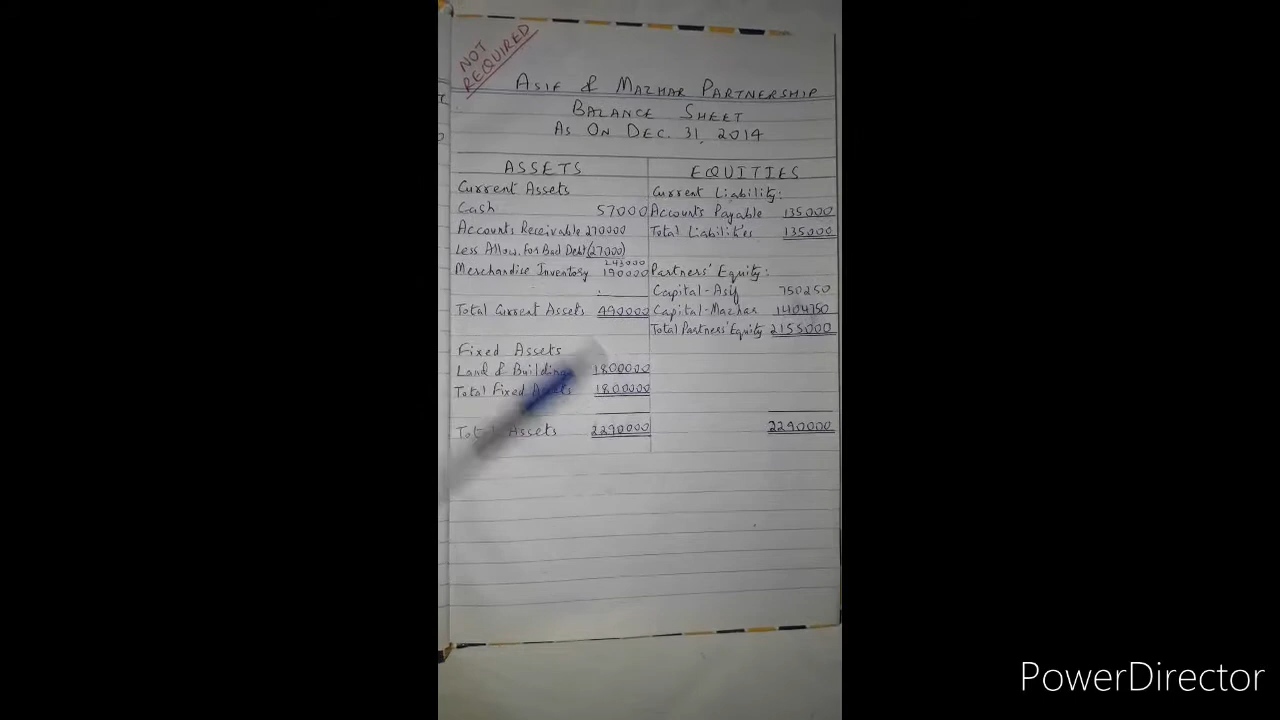 NOT
REQUIRED
ASIF & MAZHAR PARTNERSHIP
BALANCE SHEET
AS ON DEC. 31, 2014
ASSETS
Current Assets
Cash 57000
Accounts Receivable 270000
Less Allow. for Bad Debt (27000)
243000
Merchandise Inventory 190000
Total Current Assets 490000
Fixed Assets
Land & Building 1800000
Total Fixed Assets 1800000
Total Assets 2290000
EQUITIES
Current Liability:
Accounts Payable 135000
Total Liabilities 135000
Partners' Equity:
Capital-Asif 750250
Capital-Mazhar 1404750
Total Partners' Equity 2155000
2290000
PowerDirector